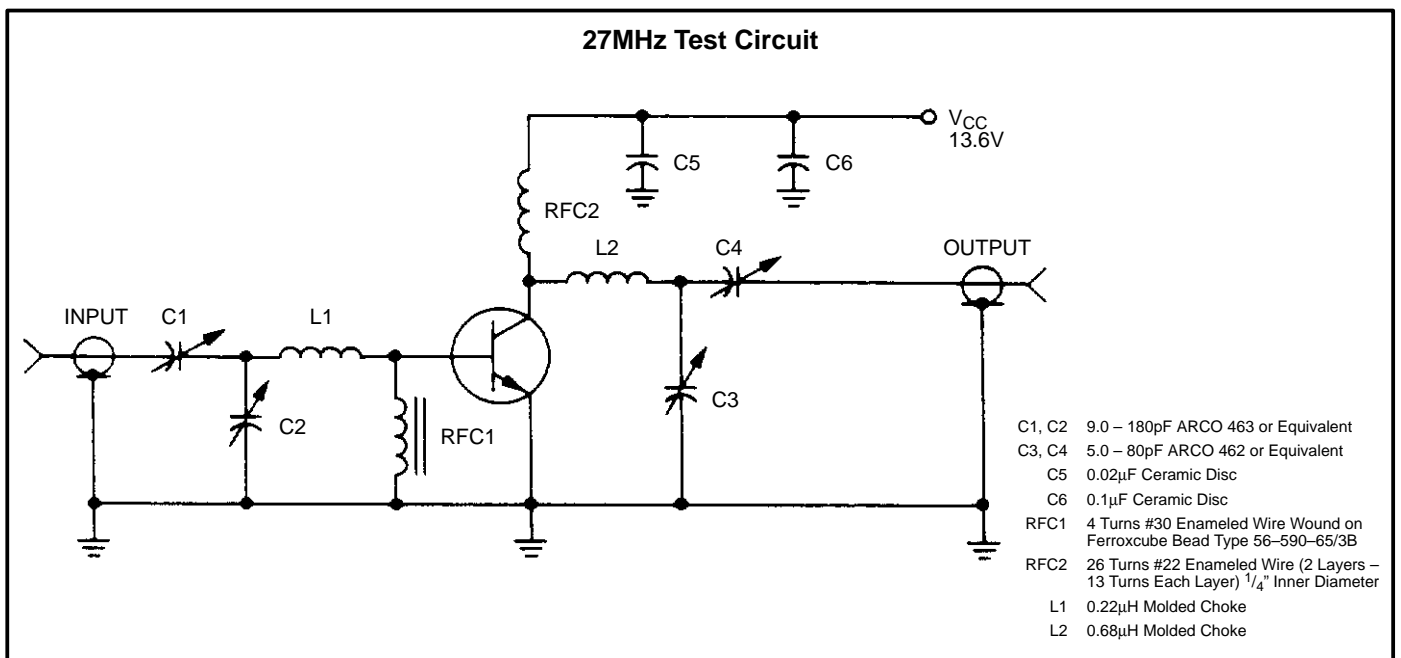 27MHz Test Circuit
VCC
13.6V
C5
C6
RFC2
L2
C4
OUTPUT
INPUT
C1
L1
C2
RFC1
C3
C1, C2 9.0 – 180pF ARCO 463 or Equivalent
C3, C4 5.0 – 80pF ARCO 462 or Equivalent
C5 0.02μF Ceramic Disc
C6 0.1μF Ceramic Disc
RFC1 4 Turns #30 Enameled Wire Wound on
Ferroxcube Bead Type 56–590–65/3B
RFC2 26 Turns #22 Enameled Wire (2 Layers –
13 Turns Each Layer) 1/4” Inner Diameter
L1 0.22μH Molded Choke
L2 0.68μH Molded Choke